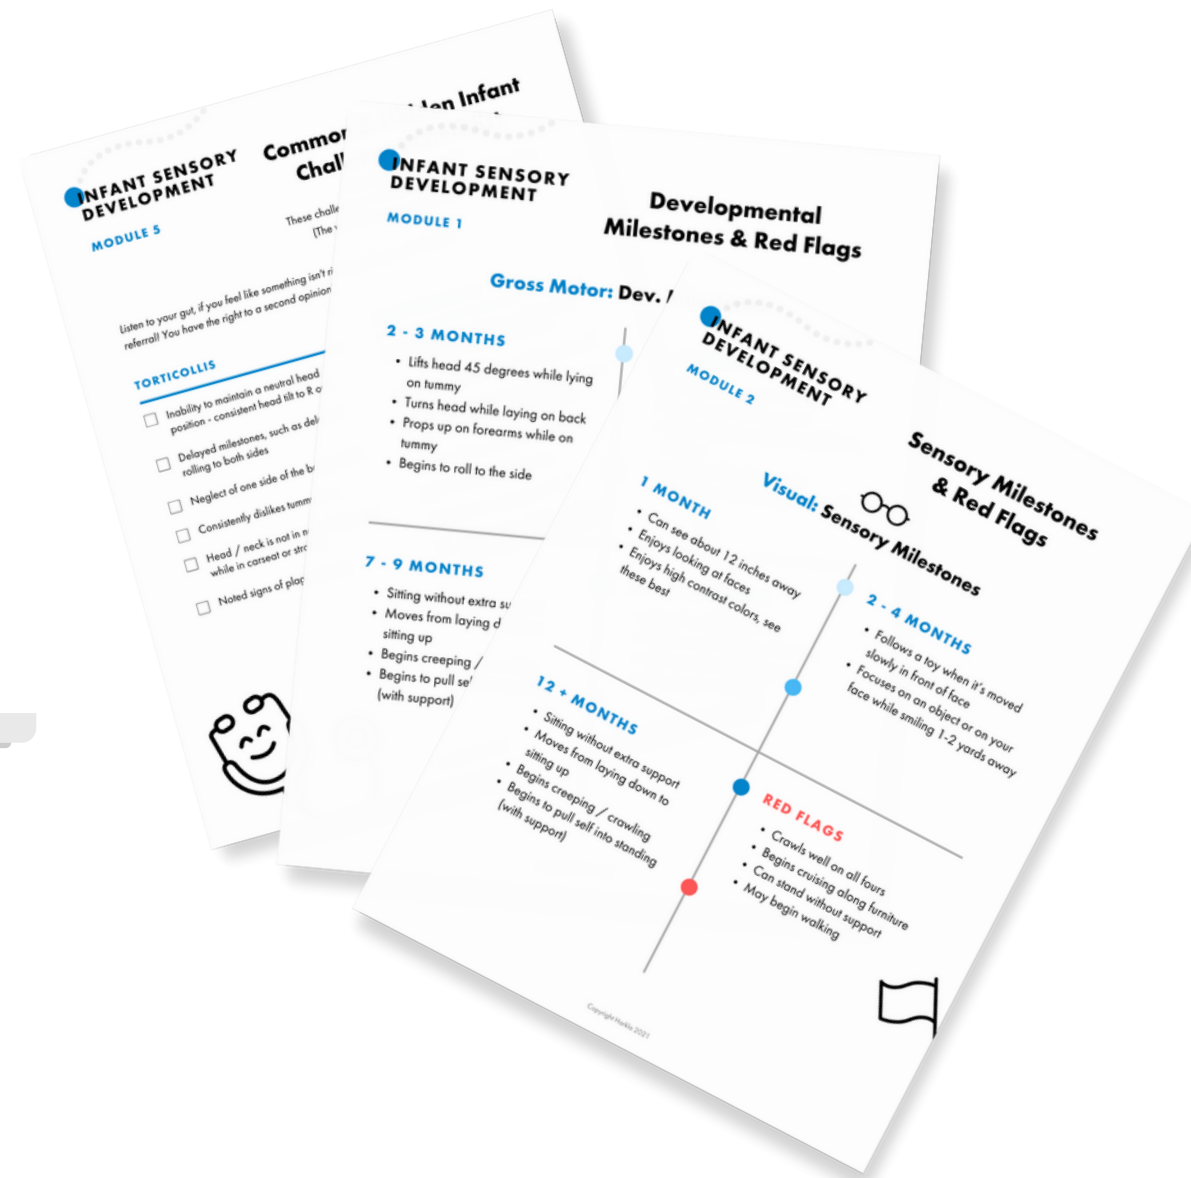 INFANT SENSORY
DEVELOPMENT
MODULE 5
Common
Infant
These
(The
Listen to your gut, if you feel like something isn't
referral! You have the right to a second opinion
TORTICOLLIS
Inability to maintain a neutral head
position - consistent head tilt to R
Delayed milestones, such as
rolling to both sides
Neglect of one side of the
Consistently dislikes
Head / neck is not in
while in carseat or
Noted signs of
INFANT SENSORY
DEVELOPMENT
MODULE 1
Developmental
Milestones & Red Flags
Gross Motor: Dev.
2 - 3 MONTHS
• Lifts head 45 degrees while lying
on tummy
• Turns head while laying on back
• Props up on forearms while on
tummy
• Begins to roll to the side
7 - 9 MONTHS
• Sitting without extra
• Moves from laying
sitting up
• Begins creeping /
• Begins to pull
(with support)
INFANT SENSORY
DEVELOPMENT
MODULE 2
Sensory Milestones
& Red Flags
Visual: Sensory Milestones
1 MONTH
• Can see about 12 inches away
• Enjoys looking at faces
• Enjoys high contrast colors, see
these best
2 - 4 MONTHS
• Follows a toy when it's moved
slowly in front of face
• Focuses on an object or on your
face while smiling 1-2 yards away
12 + MONTHS
• Sitting without extra support
• Moves from laying down to
sitting up
• Begins creeping / crawling
• Begins to pull self into standing
(with support)
RED FLAGS
• Crawls well on all fours
• Begins cruising along furniture
• Can stand without support
• May begin walking
Copyright Harkla 2021